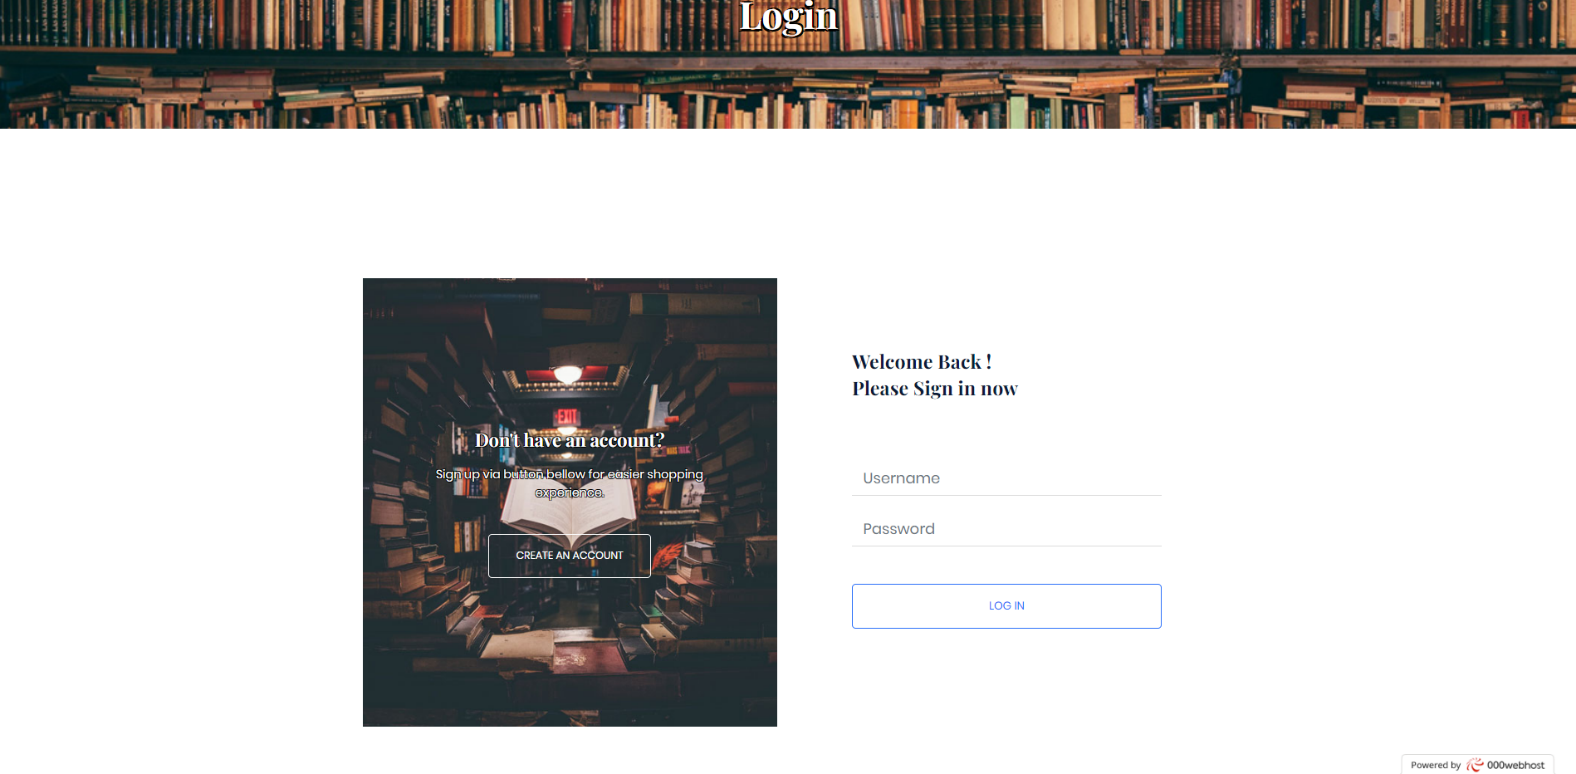 Login
Don't have an account?
Sign up via button bellow for easier shopping
experience.
CREATE AN ACCOUNT
EXIT
Welcome Back !
Please Sign in now
Username
Password
LOG IN
Powered by 000webhost